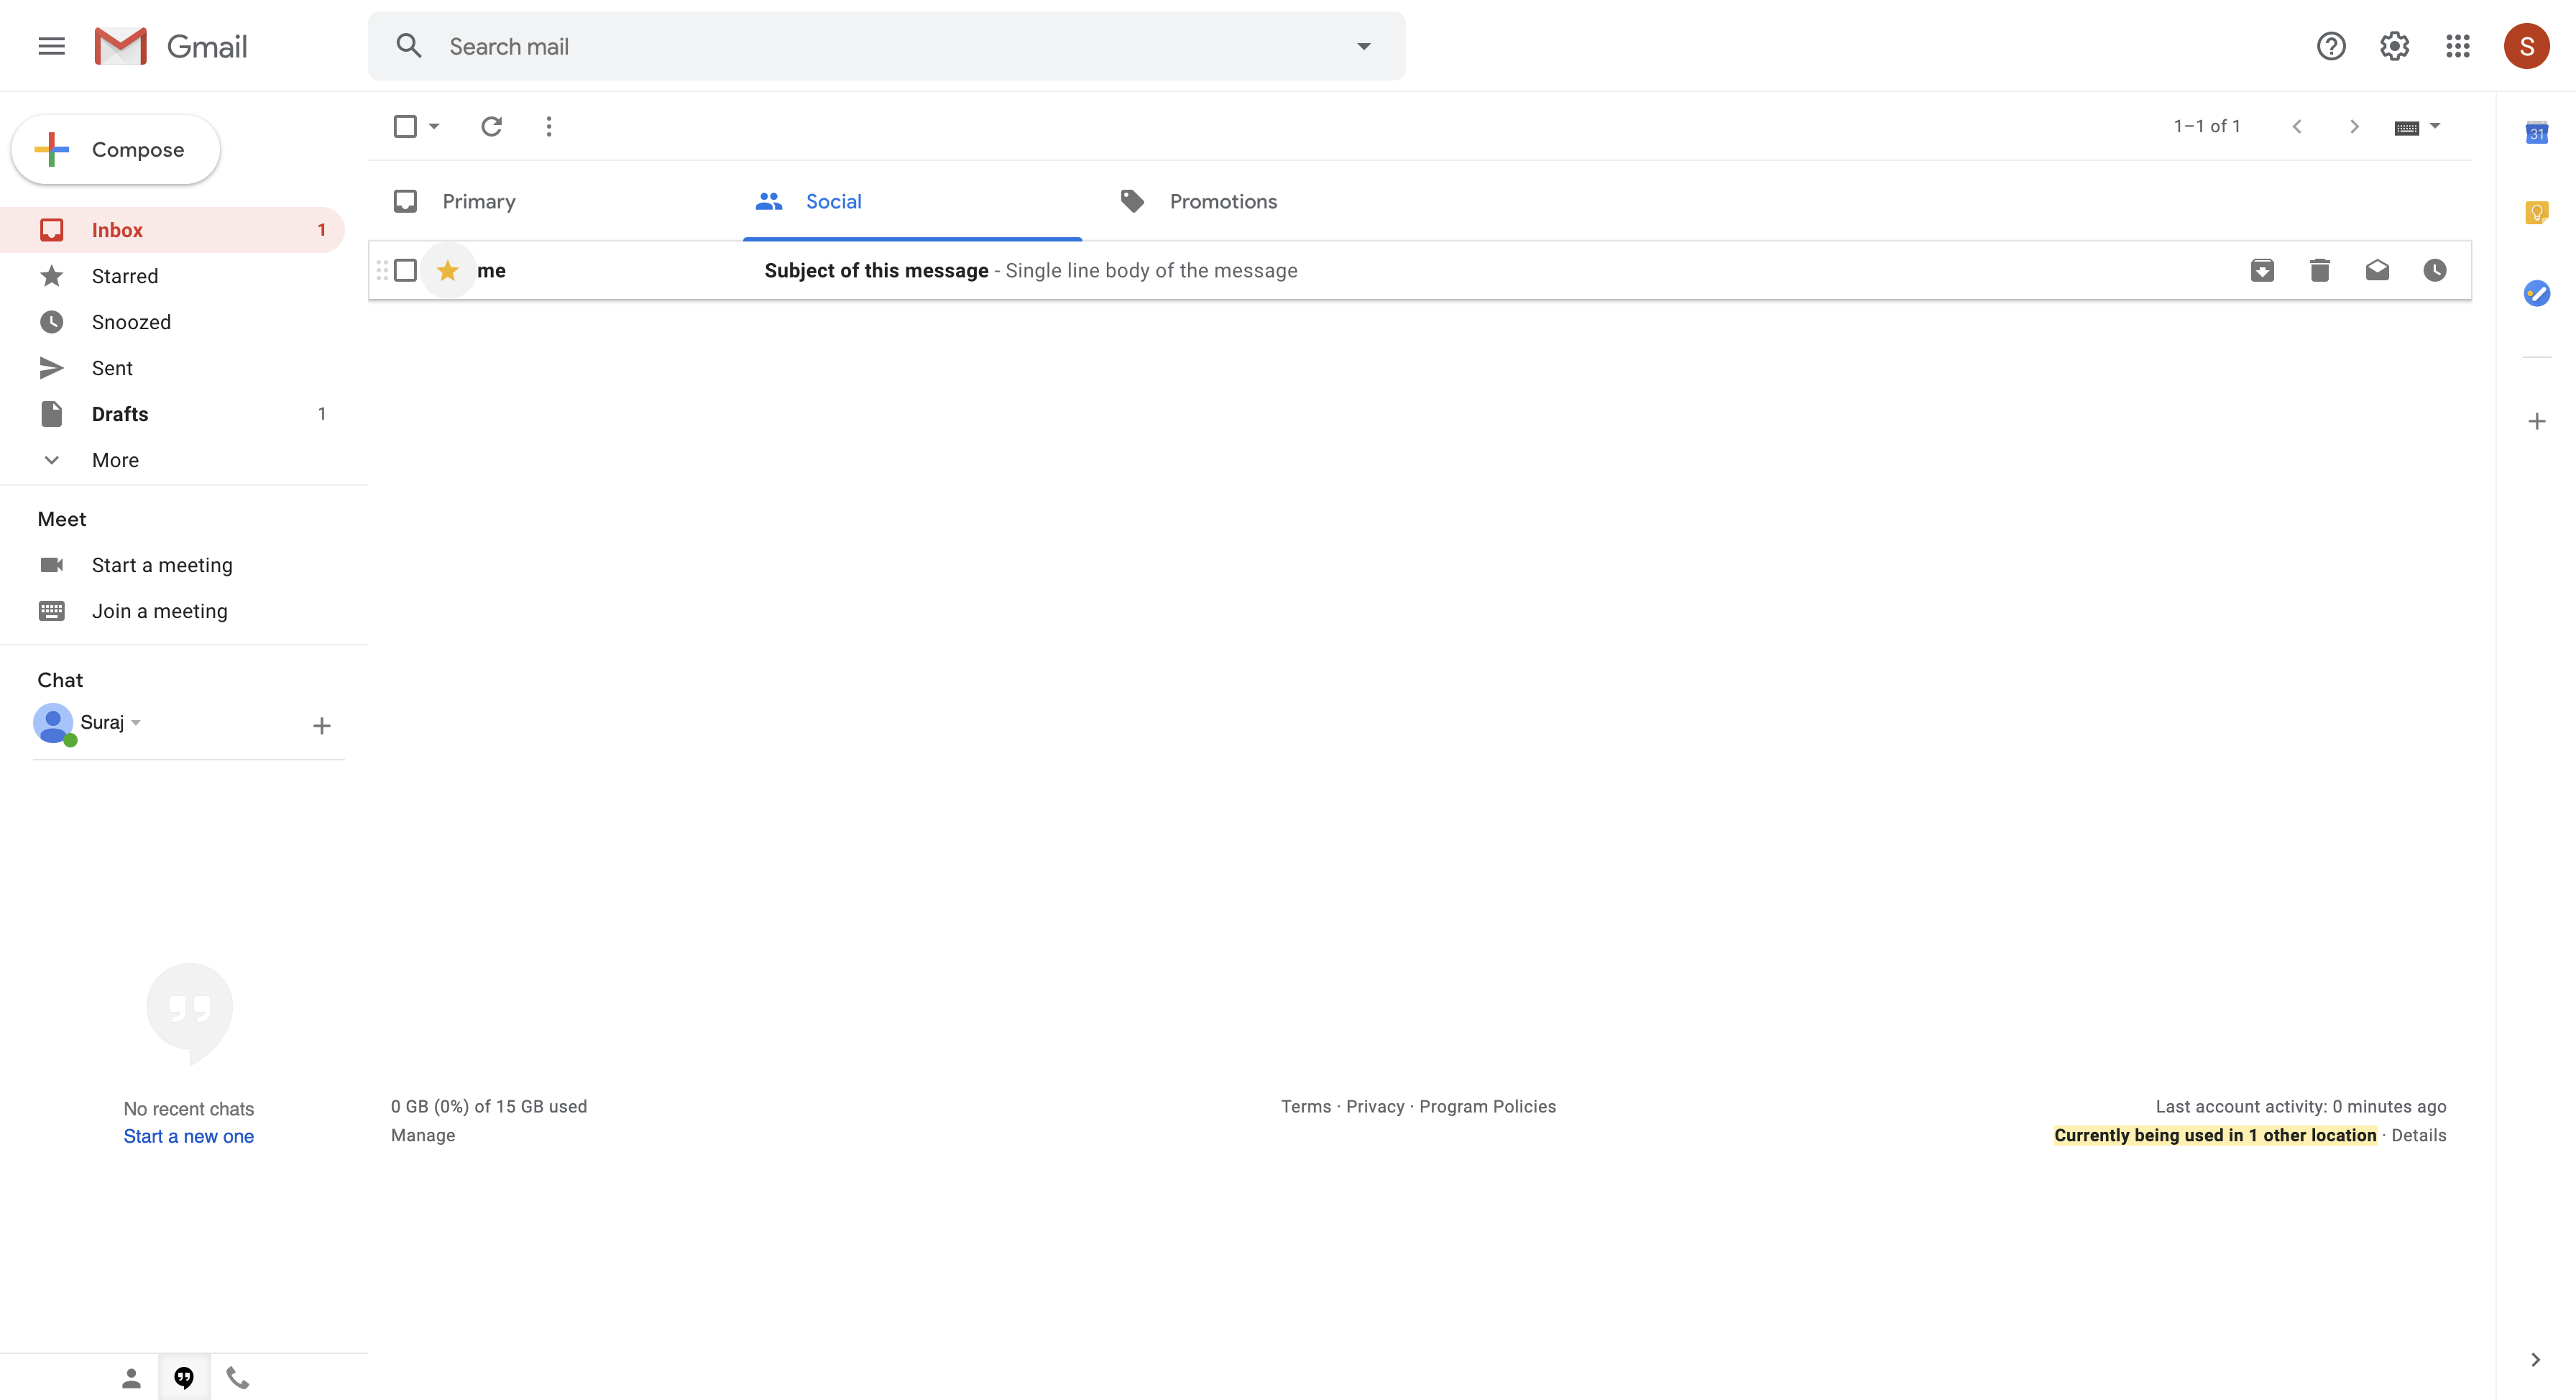 Gmail
Search mail
S
Compose
1–1 of 1
31
Primary
Social
Promotions
Inbox 1
me Subject of this message - Single line body of the message
Starred
Snoozed
Sent
Drafts 1
More
Meet
Start a meeting
Join a meeting
Chat
Suraj
No recent chats
Start a new one
0 GB (0%) of 15 GB used
Manage
Terms · Privacy · Program Policies
Last account activity: 0 minutes ago
Currently being used in 1 other location · Details